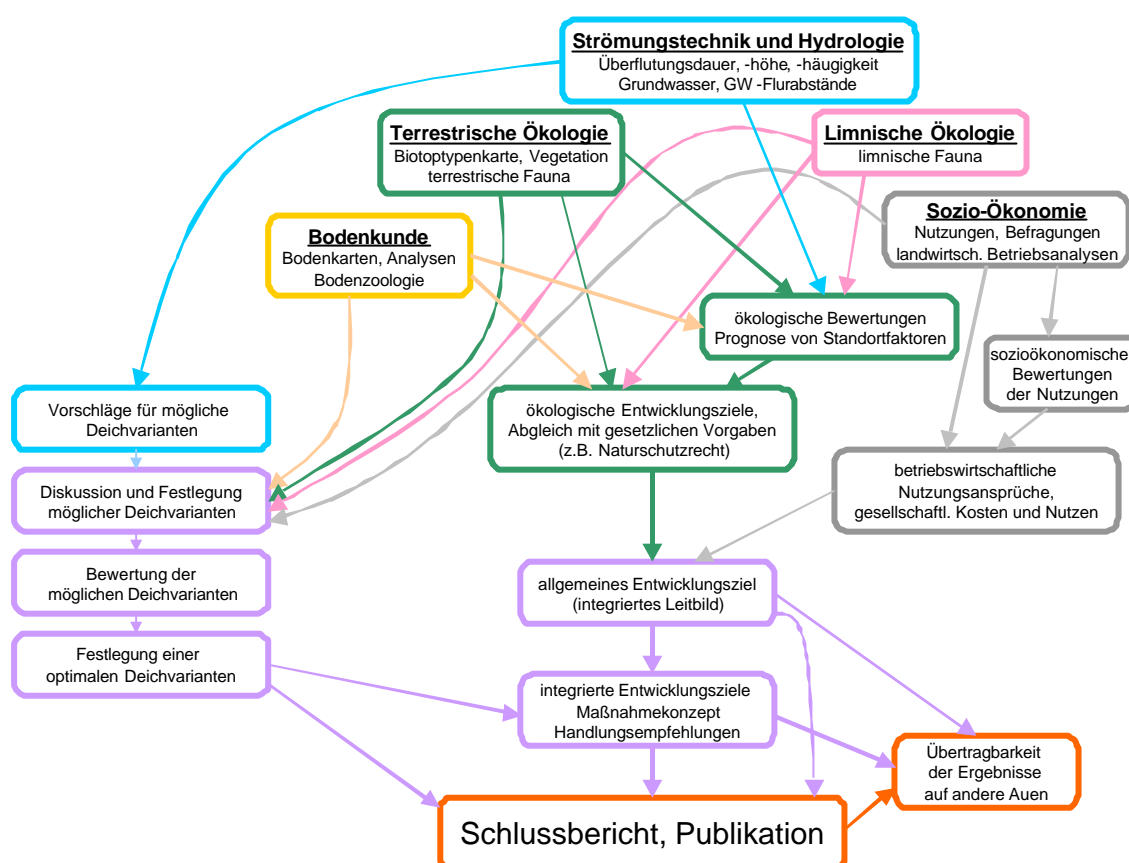 Strömungstechnik und Hydrologie
Überflutungsdauer, -höhe, -häugigkeit
Grundwasser, GW -Flurabstände
Terrestrische Ökologie
Biotoptypenkarte, Vegetation
terrestrische Fauna
Limnische Ökologie
limnische Fauna
Sozio-Ökonomie
Nutzungen, Befragungen
landwirtsch. Betriebsanalysen
Bodenkunde
Bodenkarten, Analysen
Bodenzoologie
ökologische Bewertungen
Prognose von Standortfaktoren
sozioökonomische
Bewertungen
der Nutzungen
Vorschläge für mögliche
Deichvarianten
ökologische Entwicklungsziele,
Abgleich mit gesetzlichen Vorgaben
(z.B. Naturschutzrecht)
betriebswirtschaftliche
Nutzungsansprüche,
gesellschaftl. Kosten und Nutzen
Diskussion und Festlegung
möglicher Deichvarianten
Bewertung der
möglichen Deichvarianten
allgemeines Entwicklungsziel
(integriertes Leitbild)
Festlegung einer
optimalen Deichvarianten
integrierte Entwicklungsziele
Maßnahmekonzept
Handlungsempfehlungen
Übertragbarkeit
der Ergebnisse
auf andere Auen
Schlussbericht, Publikation